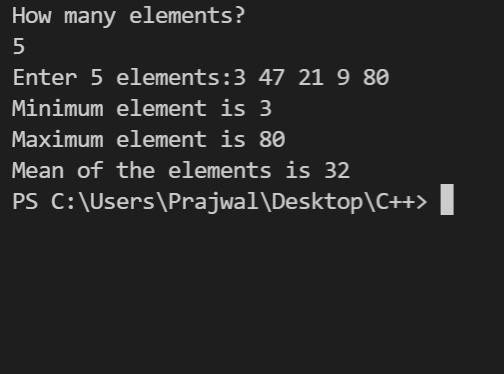 How many elements?
5
Enter 5 elements:3 47 21 9 80
Minimum element is 3
Maximum element is 80
Mean of the elements is 32
PS C:\Users\Prajwal\Desktop\C++>